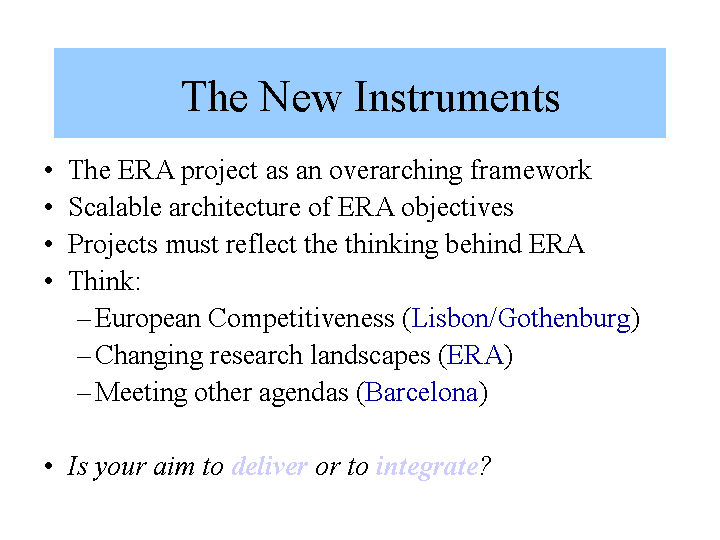 The New Instruments
• The ERA project as an overarching framework
• Scalable architecture of ERA objectives
• Projects must reflect the thinking behind ERA
• Think:
– European Competitiveness (Lisbon/Gothenburg)
– Changing research landscapes (ERA)
– Meeting other agendas (Barcelona)
• Is your aim to deliver or to integrate?